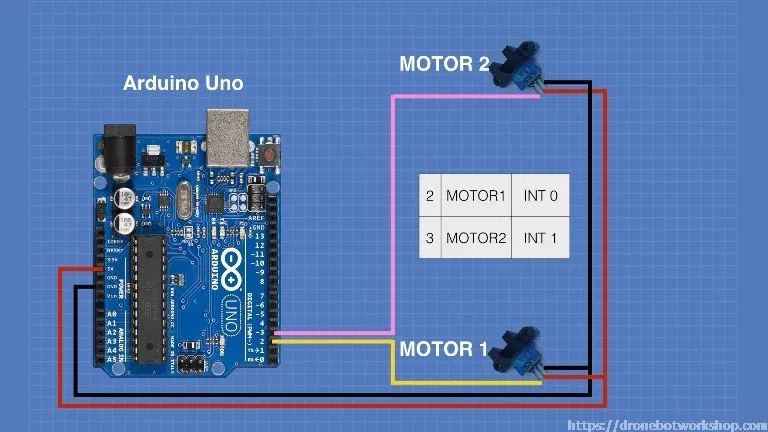 MOTOR 2
Arduino Uno
2 MOTOR1 INT 0
3 MOTOR2 INT 1
AREF
GND
13
12
11
10
9
8
7
6
5
4
3
2
TX 1
RX 0
DIGITAL (PWM~)
ARDUINO
UNO
IOREF
RESET
3.3V
5V
GND
GND
Vin
POWER
A0
A1
A2
A3
A4
A5
ANALOG IN
MOTOR 1
https://dronebotworkshop.com